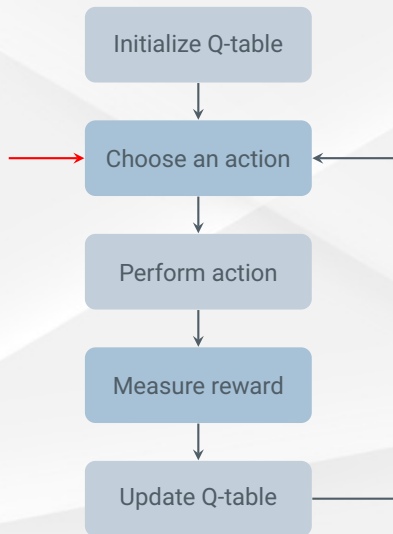 Initialize Q-table
Choose an action
Perform action
Measure reward
Update Q-table